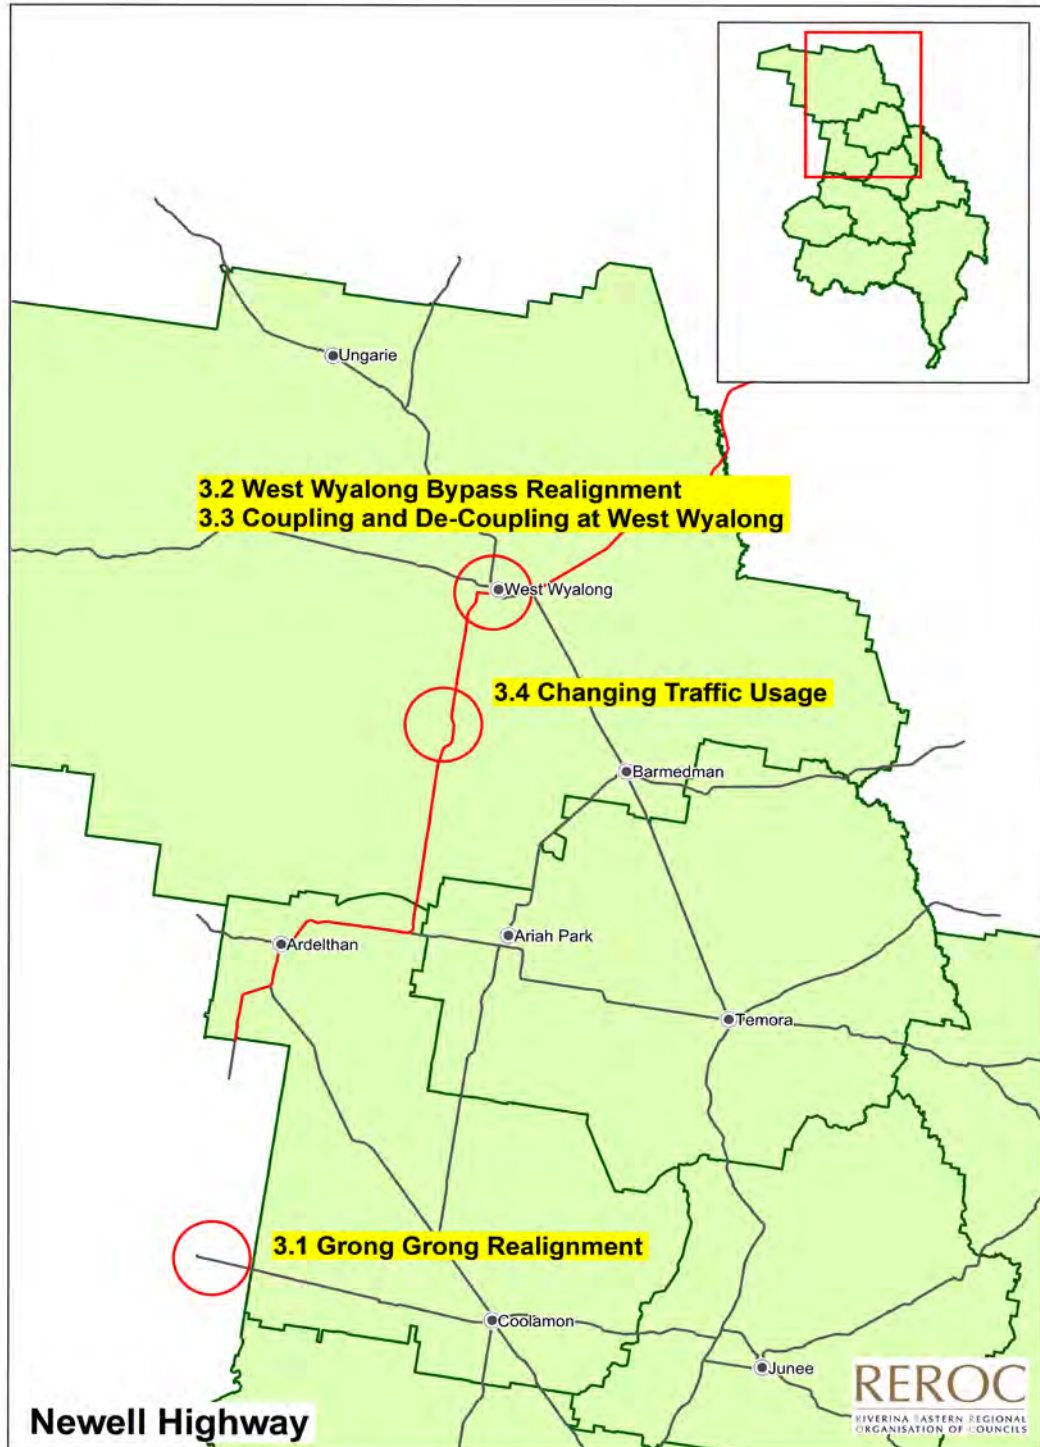 Ungarie
3.2 West Wyalong Bypass Realignment
3.3 Coupling and De-Coupling at West Wyalong
West Wyalong
3.4 Changing Traffic Usage
Barmedman
Ardelthan
Ariah Park
Temora
3.1 Grong Grong Realignment
Coolamon
Junee
Newell Highway
REROC
RIVERINA EASTERN REGIONAL
ORGANISATION OF COUNCILS